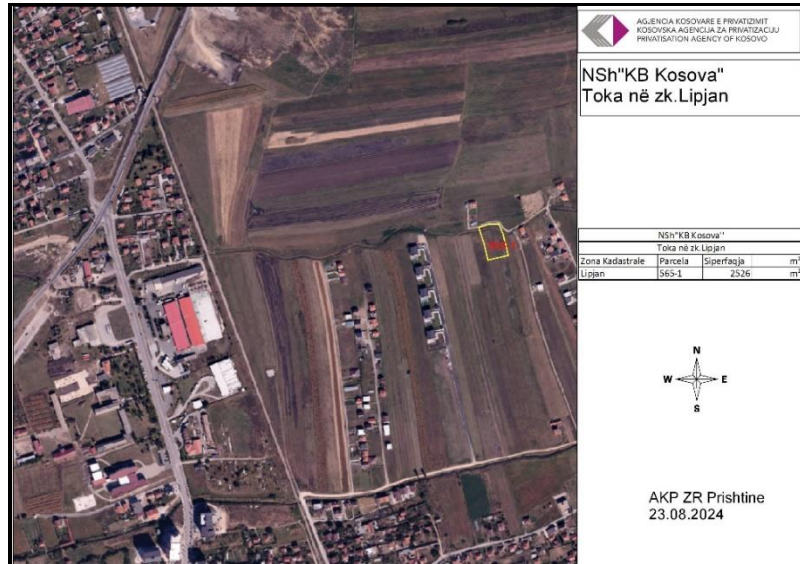 AGJENCIA KOSOVARE E PRIVATIZIMIT
KOSOVSKA AGENCIJA ZA PRIVATIZACIJU
PRIVATISATION AGENCY OF KOSOVO
NSh"KB Kosova"
Toka në zk.Lipjan
NSh"KB Kosova"
Toka në zk.Lipjan
Zona Kadastrale Parcela Siperfaqja m²
Lipjan 565-1 2526 m²
N
W E
S
AKP ZR Prishtine
23.08.2024